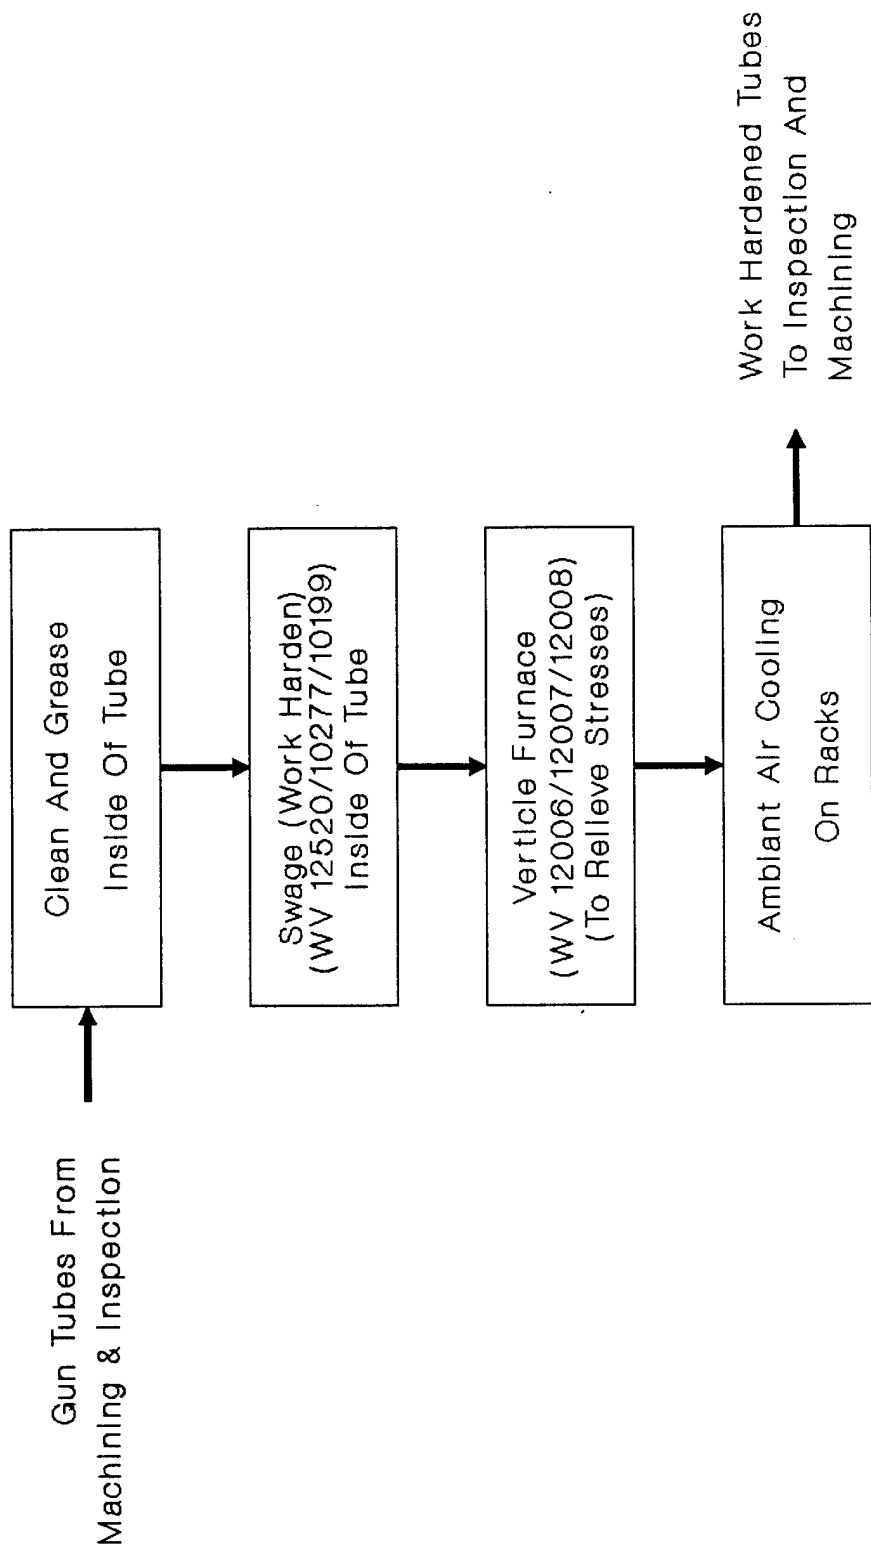 Gun Tubes From
Machining & Inspection
Clean And Grease
Inside Of Tube
Swage (Work Harden)
(WV 12520/10277/10199)
Inside Of Tube
Verticle Furnace
(WV 12006/12007/12008)
(To Relieve Stresses)
Ambiant Air Cooling
On Racks
Work Hardened Tubes
To Inspection And
Machining